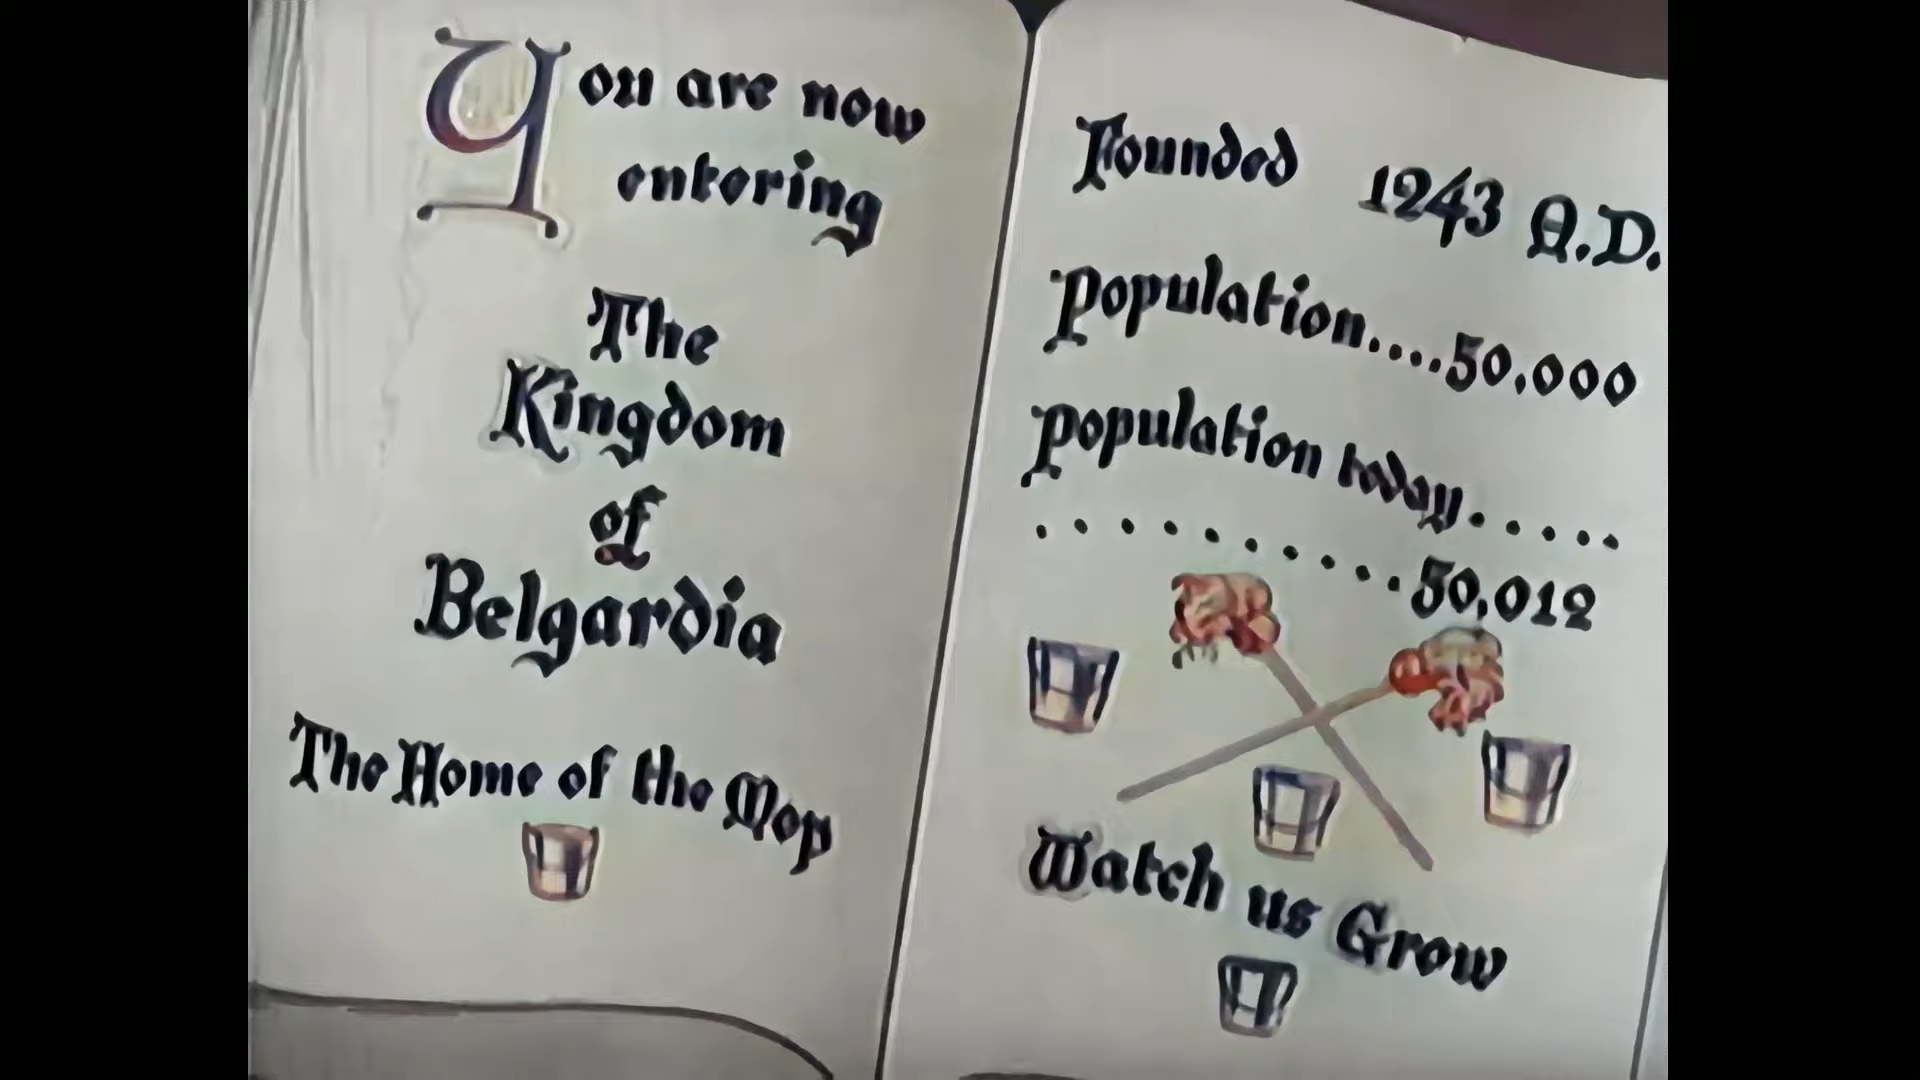 You are now
entering
The
Kingdom
of
Belgardia
The Home of the Mop
Founded 1243 A.D.
Population....50,000
Population today.....
..........50,012
Watch us Grow